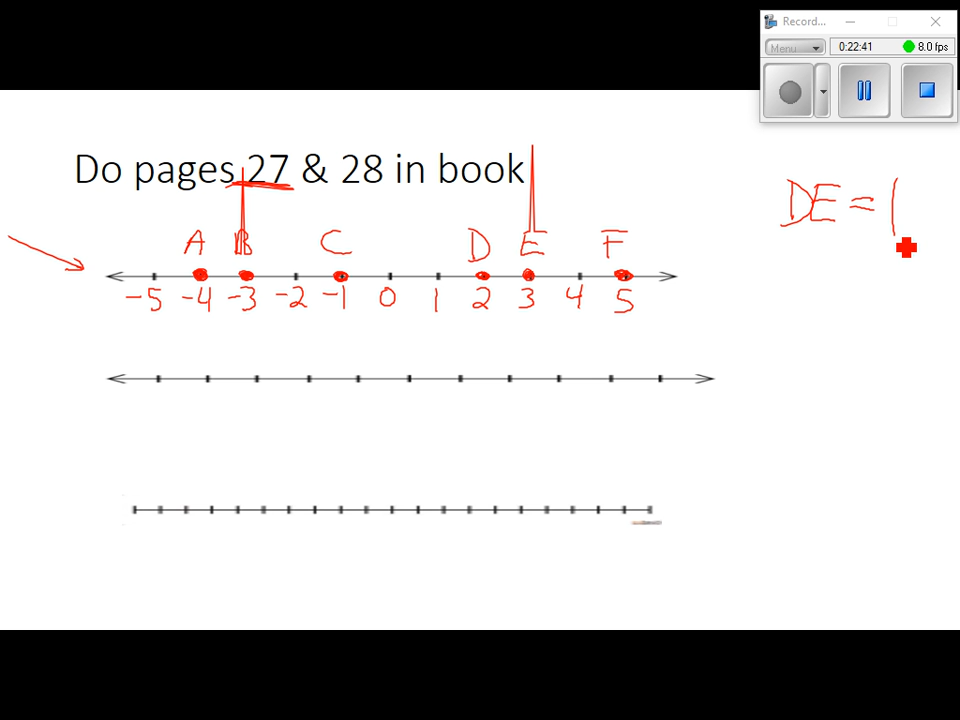 Record...
Menu 0:22:41 8.0 fps
Do pages 27 & 28 in book
DE = 1
A B C D E F
-5 -4 -3 -2 -1 0 1 2 3 4 5